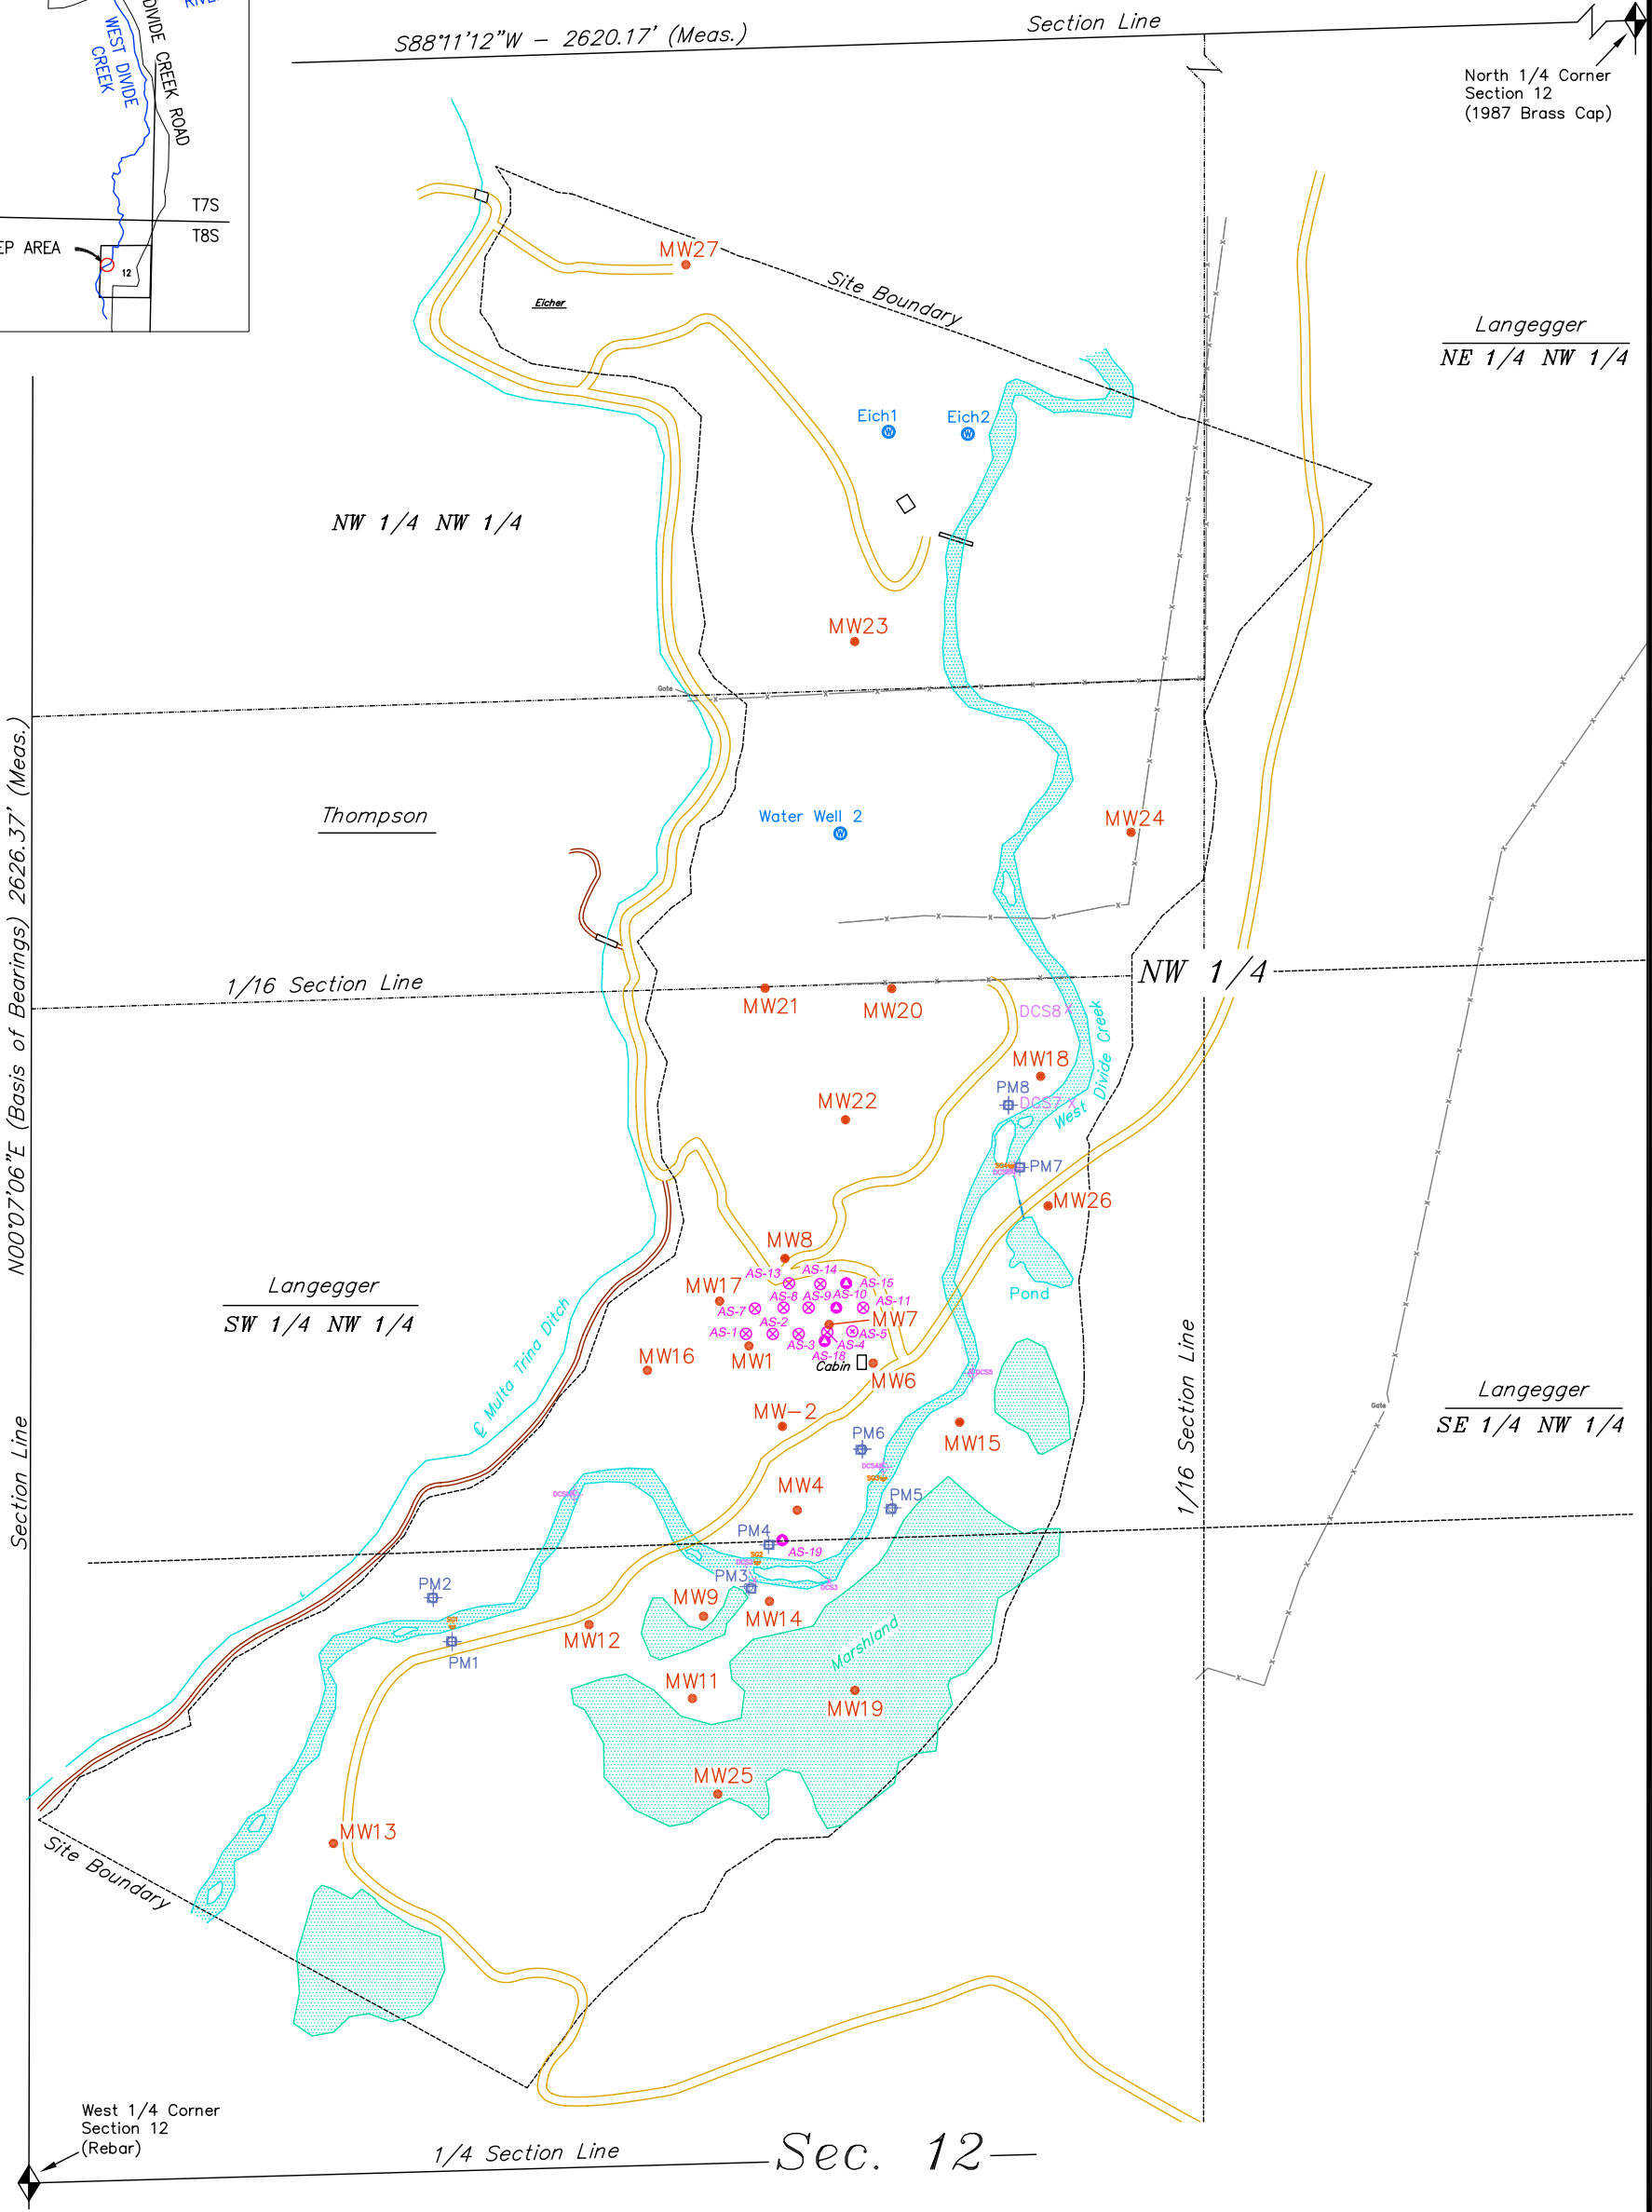 S88°11'12"W - 2620.17' (Meas.)
Section Line
North 1/4 Corner
Section 12
(1987 Brass Cap)
WEST DIVIDE
CREEK
DIVIDE CREEK ROAD
T7S
T8S
EP AREA
12
MW27
Eicher
Site Boundary
Langegger
NE 1/4 NW 1/4
Eich1
Eich2
NW 1/4 NW 1/4
MW23
Gate
N00°07'06"E (Basis of Bearings) 2626.37' (Meas.)
Thompson
Water Well 2
MW24
NW 1/4
1/16 Section Line
MW21
MW20
DCS8
West Divide Creek
MW18
PM8
DCS7
MW22
PM7
MW26
MW8
AS-13
AS-14
AS-15
MW17
AS-8
AS-9
AS-10
AS-7
AS-11
MW7
AS-1
AS-2
AS-3
AS-4
AS-5
AS-18
MW1
MW16
Cabin
MW6
DCS5
Pond
Langegger
SW 1/4 NW 1/4
℄ Multa Trina Ditch
1/16 Section Line
Gate
Langegger
SE 1/4 NW 1/4
MW-2
PM6
MW15
Section Line
MW4
PM5
PM4
AS-19
SG2
DCS3
PM3
PM2
SG1
PM1
MW9
MW14
MW12
Marshland
MW11
MW19
MW25
MW13
Site Boundary
West 1/4 Corner
Section 12
(Rebar)
1/4 Section Line
Sec. 12